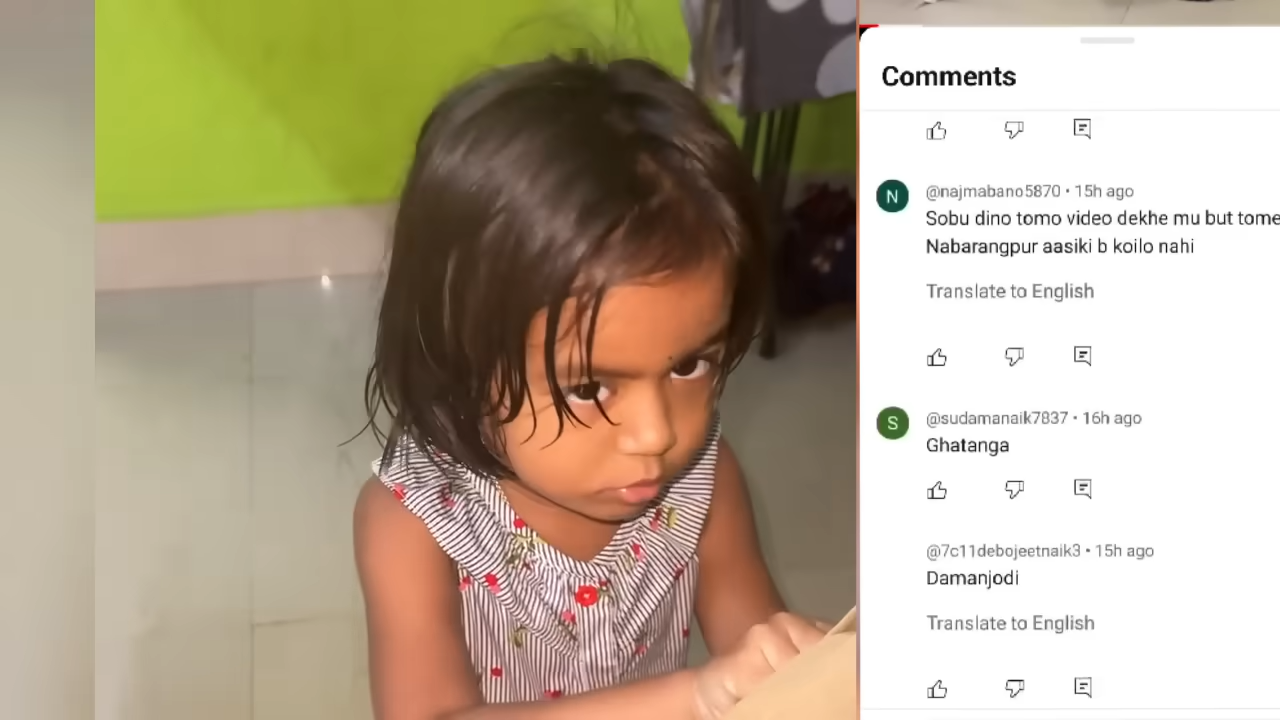 Comments
N
@najmabano5870 • 15h ago
Sobu dino tomo video dekhe mu but tome
Nabarangpur aasiki b koilo nahi
Translate to English
S
@sudamanaik7837 • 16h ago
Ghatanga
@7c11debojeetnaik3 • 15h ago
Damanjodi
Translate to English